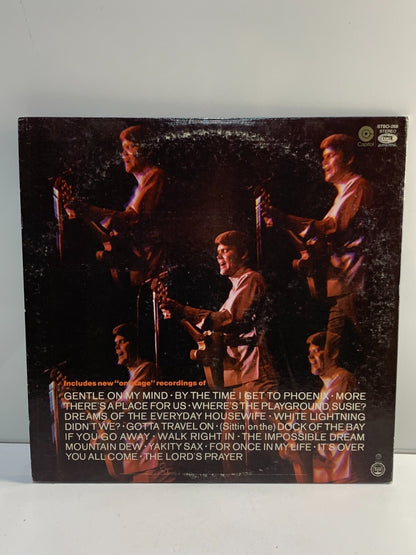 STBO-268
STEREO
Capitol
Includes new "on stage" recordings of
GENTLE ON MY MIND · BY THE TIME I GET TO PHOENIX · MORE
THERE'S A PLACE FOR US · WHERE'S THE PLAYGROUND, SUSIE?
DREAMS OF THE EVERYDAY HOUSEWIFE · WHITE LIGHTNING
DIDN'T WE? · GOTTA TRAVEL ON · (Sittin' on the) DOCK OF THE BAY
IF YOU GO AWAY · WALK RIGHT IN · THE IMPOSSIBLE DREAM
MOUNTAIN DEW · YAKITY SAX · FOR ONCE IN MY LIFE · IT'S OVER
YOU ALL COME · THE LORD'S PRAYER